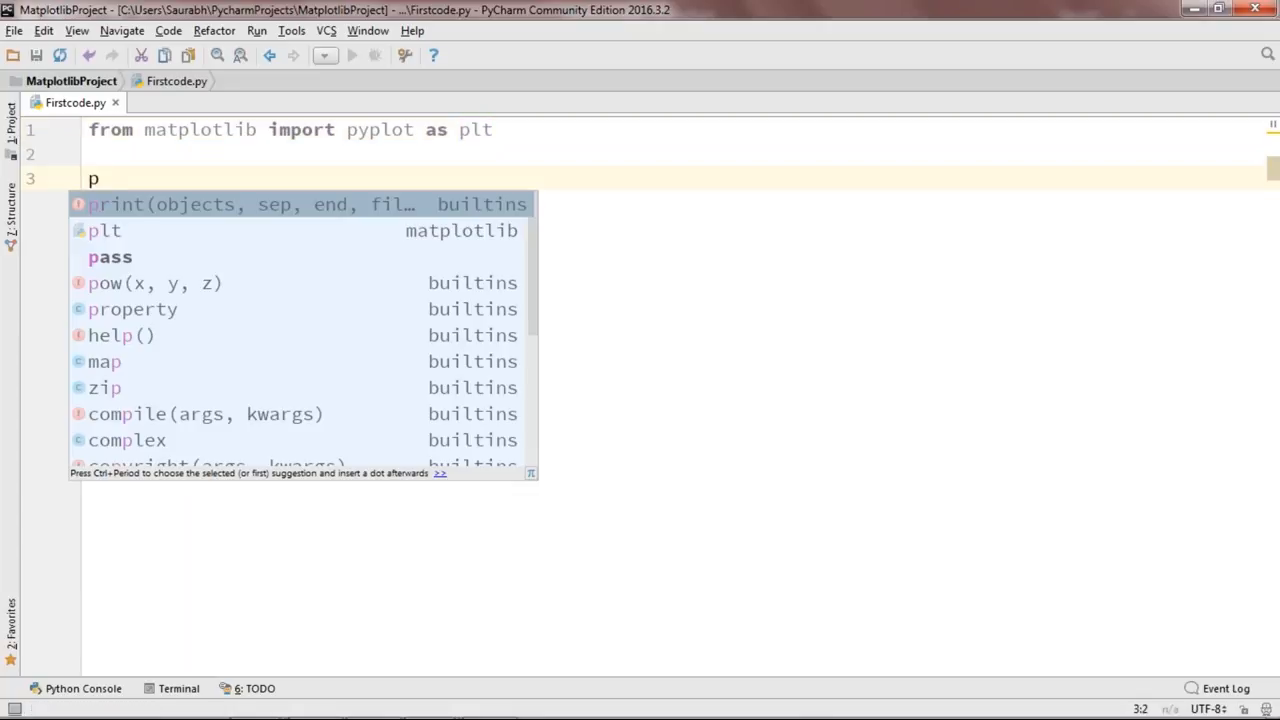 MatplotlibProject - [C:\Users\Saurabh\PycharmProjects\MatplotlibProject] - ...\Firstcode.py - PyCharm Community Edition 2016.3.2
File Edit View Navigate Code Refactor Run Tools VCS Window Help
MatplotlibProject Firstcode.py
Firstcode.py
1: Project
Z: Structure
2: Favorites
1 from matplotlib import pyplot as plt
2
3 p
print(objects, sep, end, fil… builtins
plt matplotlib
pass
pow(x, y, z) builtins
property builtins
help() builtins
map builtins
zip builtins
compile(args, kwargs) builtins
complex builtins
copyright(args, kwargs) builtins
Press Ctrl+Period to choose the selected (or first) suggestion and insert a dot afterwards >> π
Python Console Terminal 6: TODO Event Log
3:2 n/a UTF-8